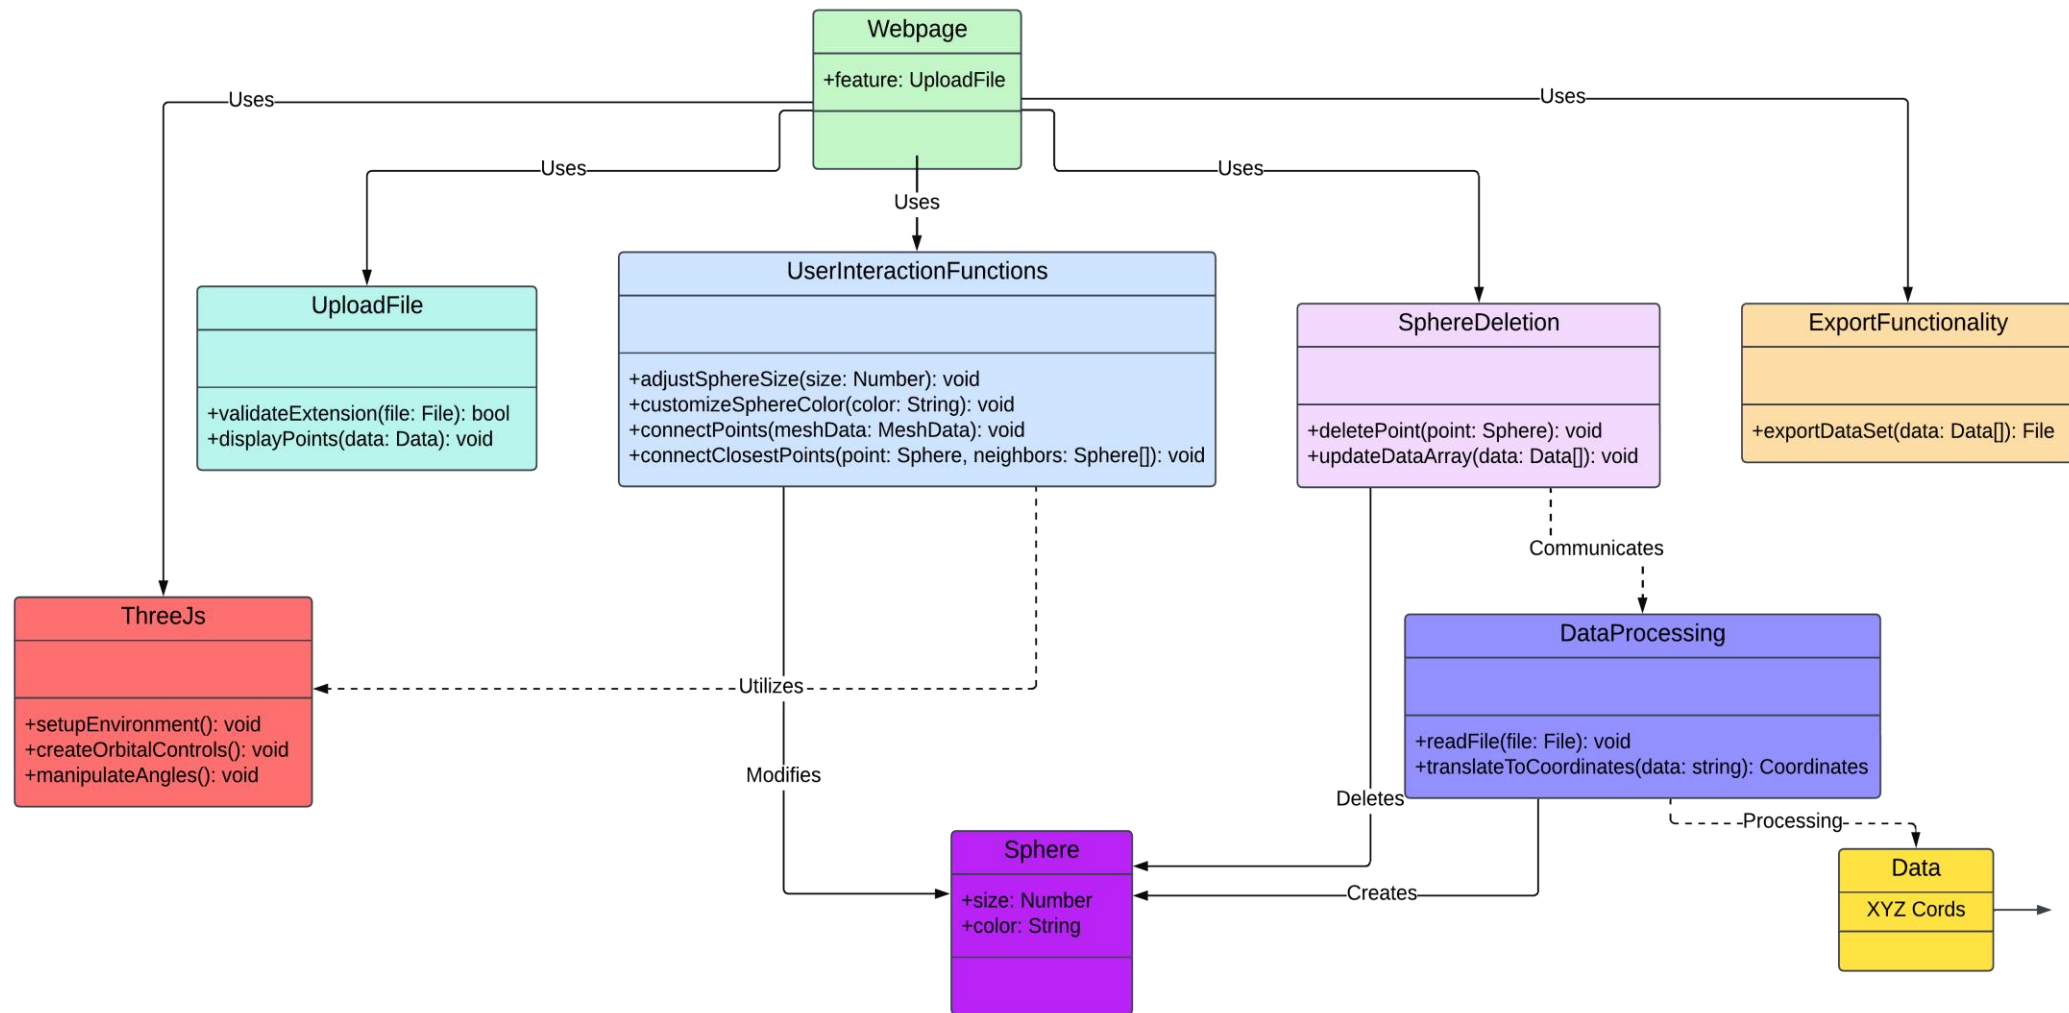 Webpage
+feature: UploadFile
Uses
Uses
Uses
Uses
Uses
UploadFile
+validateExtension(file: File): bool
+displayPoints(data: Data): void
UserInteractionFunctions
+adjustSphereSize(size: Number): void
+customizeSphereColor(color: String): void
+connectPoints(meshData: MeshData): void
+connectClosestPoints(point: Sphere, neighbors: Sphere[]): void
SphereDeletion
+deletePoint(point: Sphere): void
+updateDataArray(data: Data[]): void
ExportFunctionality
+exportDataSet(data: Data[]): File
Communicates
ThreeJs
+setupEnvironment(): void
+createOrbitalControls(): void
+manipulateAngles(): void
Utilizes
Modifies
Deletes
DataProcessing
+readFile(file: File): void
+translateToCoordinates(data: string): Coordinates
Processing
Creates
Sphere
+size: Number
+color: String
Data
XYZ Cords